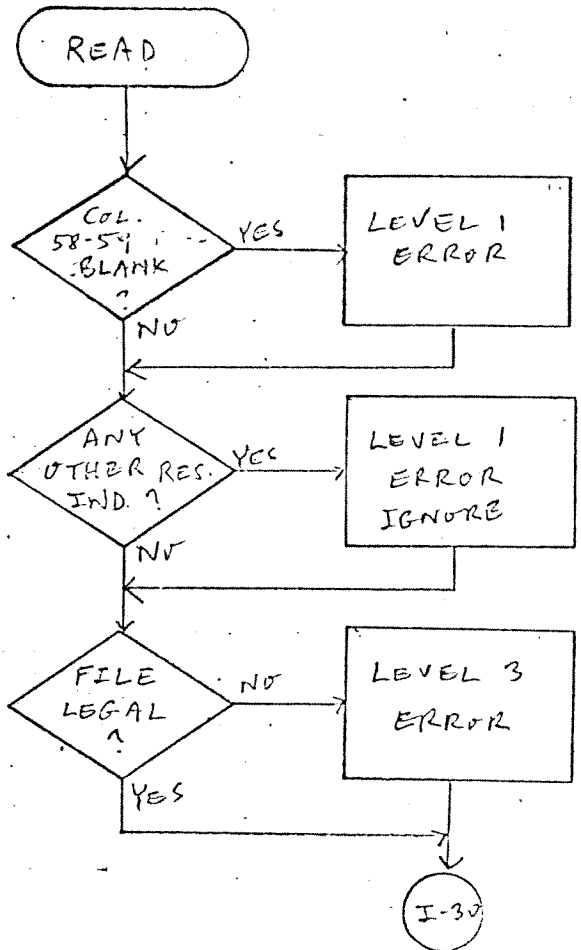 READ
COL.
58-59
BLANK
?
YES
LEVEL 1
ERROR
NO
ANY
OTHER RES.
IND. ?
YES
LEVEL 1
ERROR
IGNORE
NO
FILE
LEGAL
?
NO
LEVEL 3
ERROR
YES
I-30